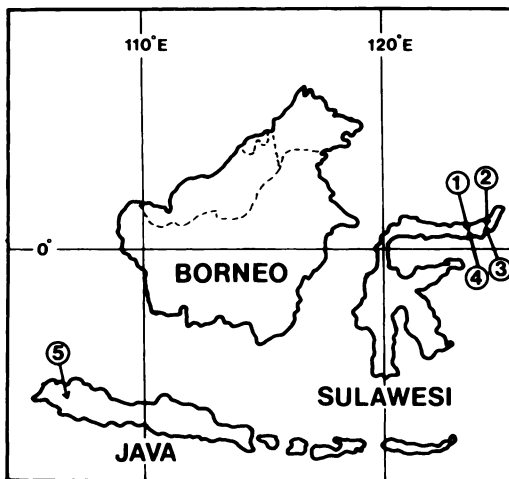 110°E
120°E
① ②
0°
BORNEO
④ ③
⑤
SULAWESI
JAVA